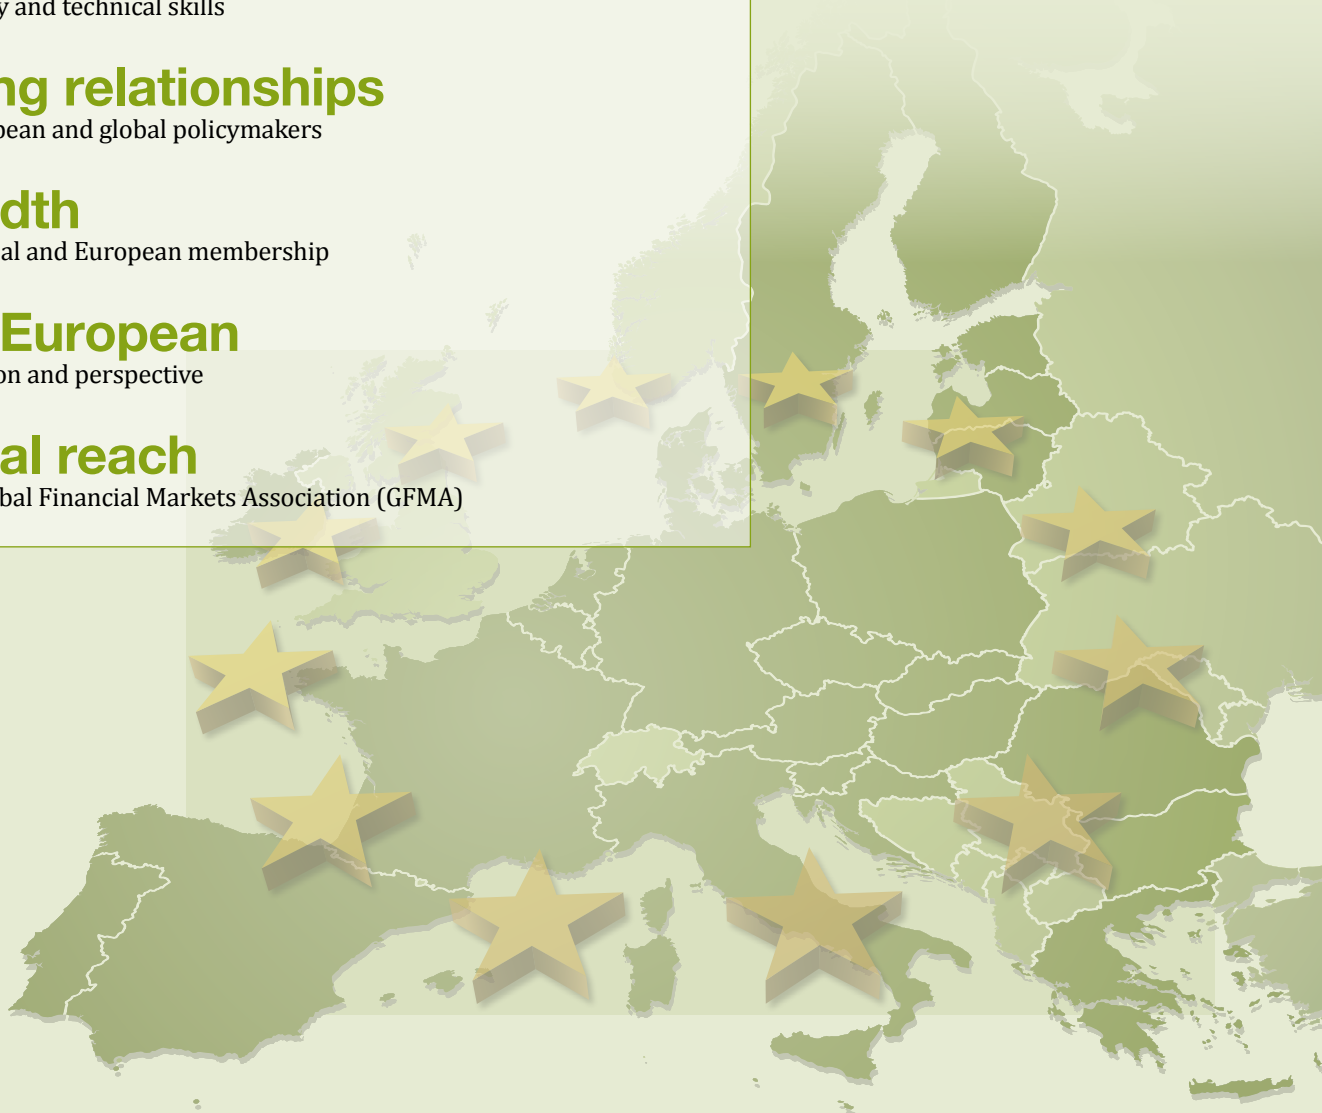 y and technical skills
ng relationships
pean and global policymakers
dth
al and European membership
European
on and perspective
al reach
bal Financial Markets Association (GFMA)